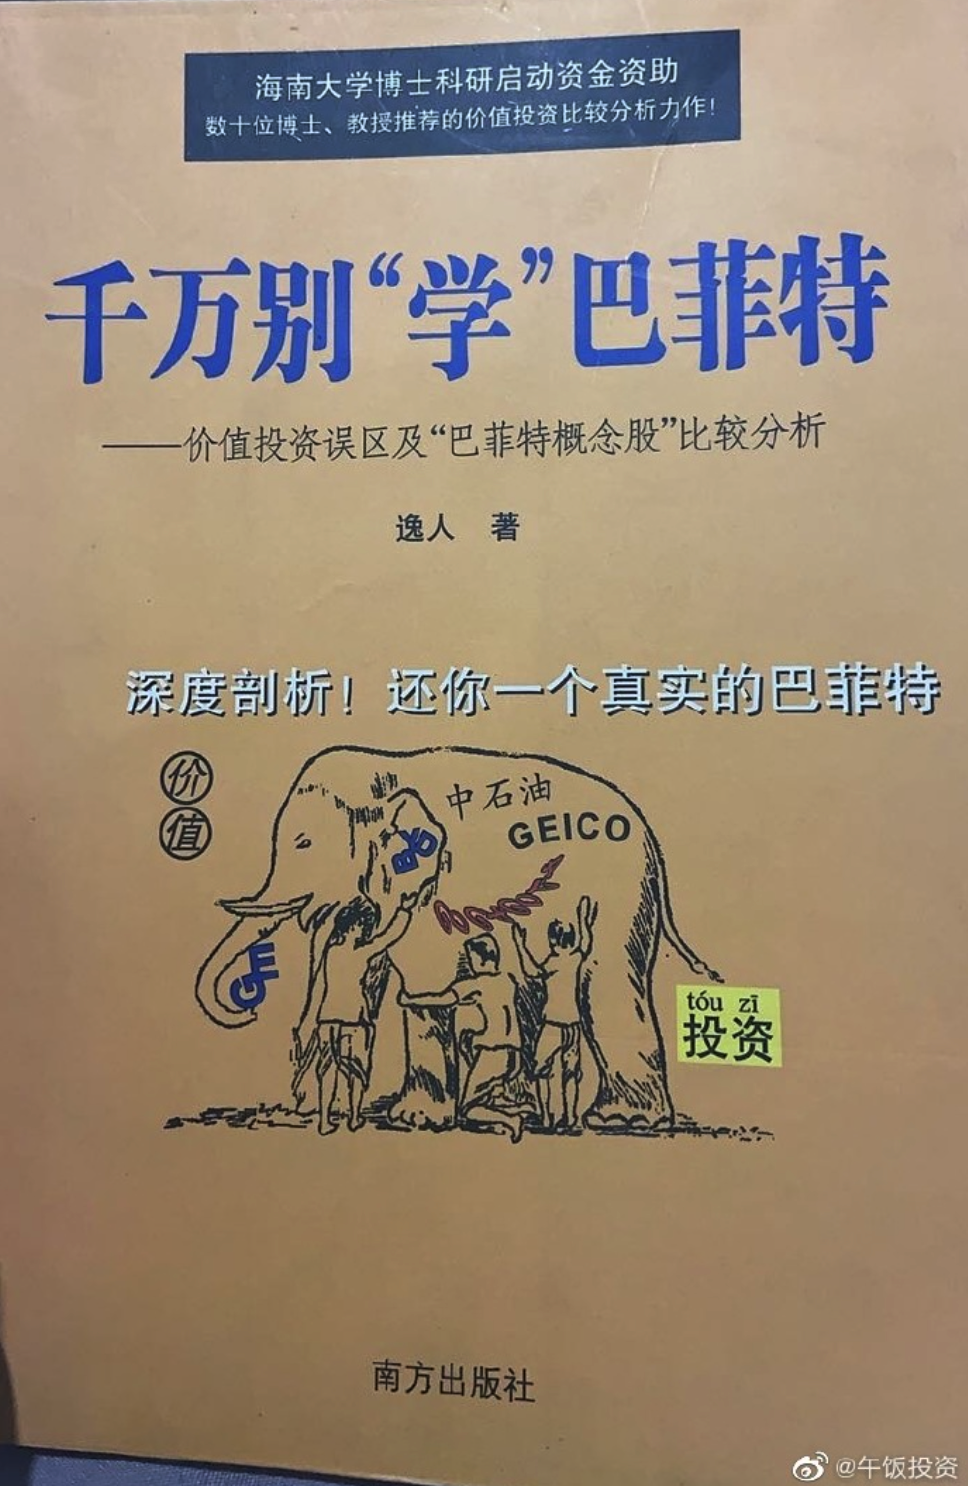 海南大学博士科研启动资金资助
数十位博士、教授推荐的价值投资比较分析力作！
千万别“学”巴菲特
——价值投资误区及“巴菲特概念股”比较分析
逸人 著
深度剖析！还你一个真实的巴菲特
价
值
中石油
GEICO
tóu zī
投资
南方出版社
@午饭投资